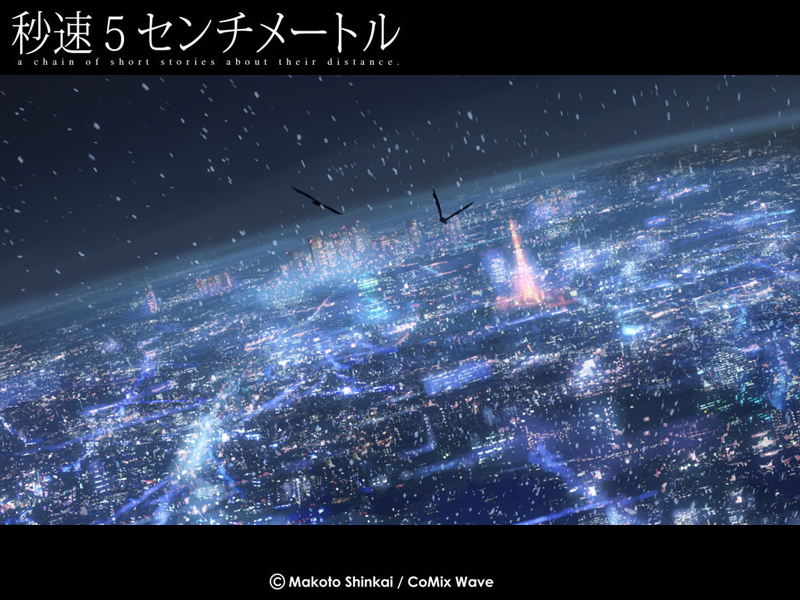 秒速5センチメートル
a chain of short stories about their distance.
© Makoto Shinkai / CoMix Wave